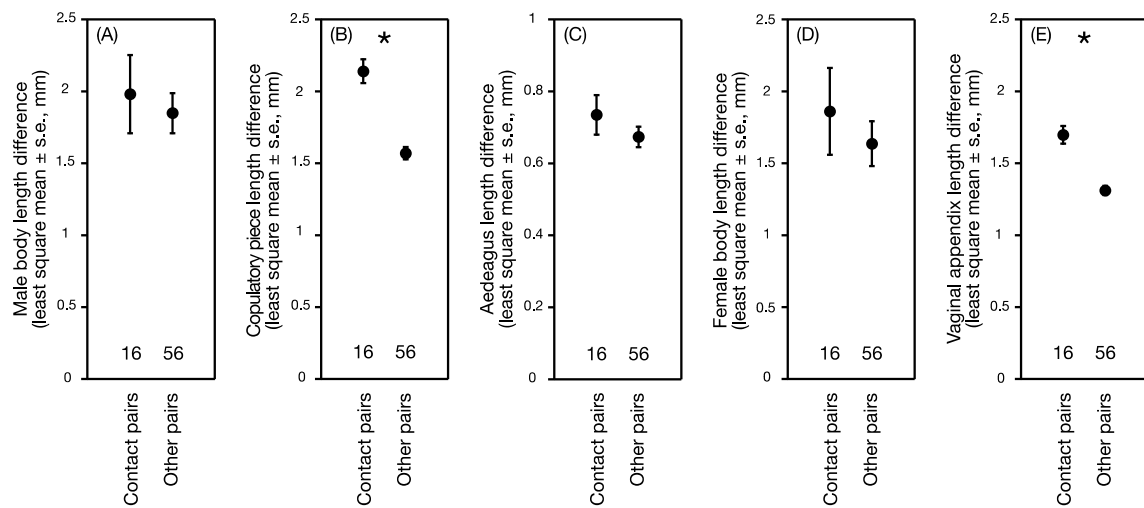 (A)
Male body length difference
(least square mean ± s.e., mm)
2.5
2
1.5
1
0.5
0
16
56
Contact pairs
Other pairs
(B)
*
Copulatory piece length difference
(least square mean ± s.e., mm)
2.5
2
1.5
1
0.5
0
16
56
Contact pairs
Other pairs
(C)
Aedeagus length difference
(least square mean ± s.e., mm)
1
0.8
0.6
0.4
0.2
0
16
56
Contact pairs
Other pairs
(D)
Female body length difference
(least square mean ± s.e., mm)
2.5
2
1.5
1
0.5
0
16
56
Contact pairs
Other pairs
(E)
*
Vaginal appendix length difference
(least square mean ± s.e., mm)
2.5
2
1.5
1
0.5
0
16
56
Contact pairs
Other pairs